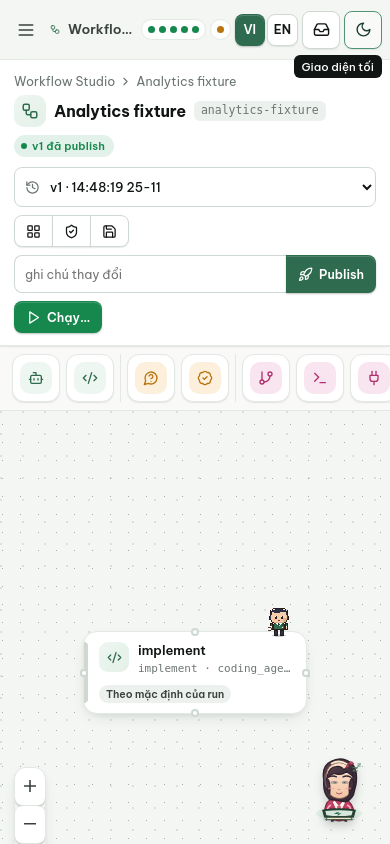 Workflo...
VI
EN
Giao diện tối
Workflow Studio > Analytics fixture
Analytics fixture
analytics-fixture
v1 đã publish
v1 · 14:48:19 25-11
ghi chú thay đổi
Publish
Chạy...
implement
implement · coding_age…
Theo mặc định của run